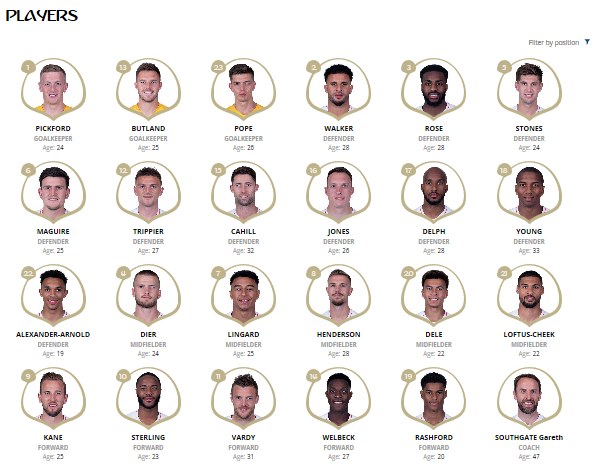 PLAYERS
Filter by position
1 13 23 2 3 5
PICKFORD BUTLAND POPE WALKER ROSE STONES
GOALKEEPER GOALKEEPER GOALKEEPER DEFENDER DEFENDER DEFENDER
Age: 24 Age: 25 Age: 26 Age: 28 Age: 28 Age: 24
6 12 15 16 17 18
MAGUIRE TRIPPIER CAHILL JONES DELPH YOUNG
DEFENDER DEFENDER DEFENDER DEFENDER DEFENDER DEFENDER
Age: 25 Age: 27 Age: 32 Age: 26 Age: 28 Age: 33
22 4 7 8 20 21
ALEXANDER-ARNOLD DIER LINGARD HENDERSON DELE LOFTUS-CHEEK
DEFENDER MIDFIELDER MIDFIELDER MIDFIELDER MIDFIELDER MIDFIELDER
Age: 19 Age: 24 Age: 25 Age: 28 Age: 22 Age: 22
9 10 11 14 19
KANE STERLING VARDY WELBECK RASHFORD SOUTHGATE Gareth
FORWARD FORWARD FORWARD FORWARD FORWARD COACH
Age: 25 Age: 23 Age: 31 Age: 27 Age: 20 Age: 47